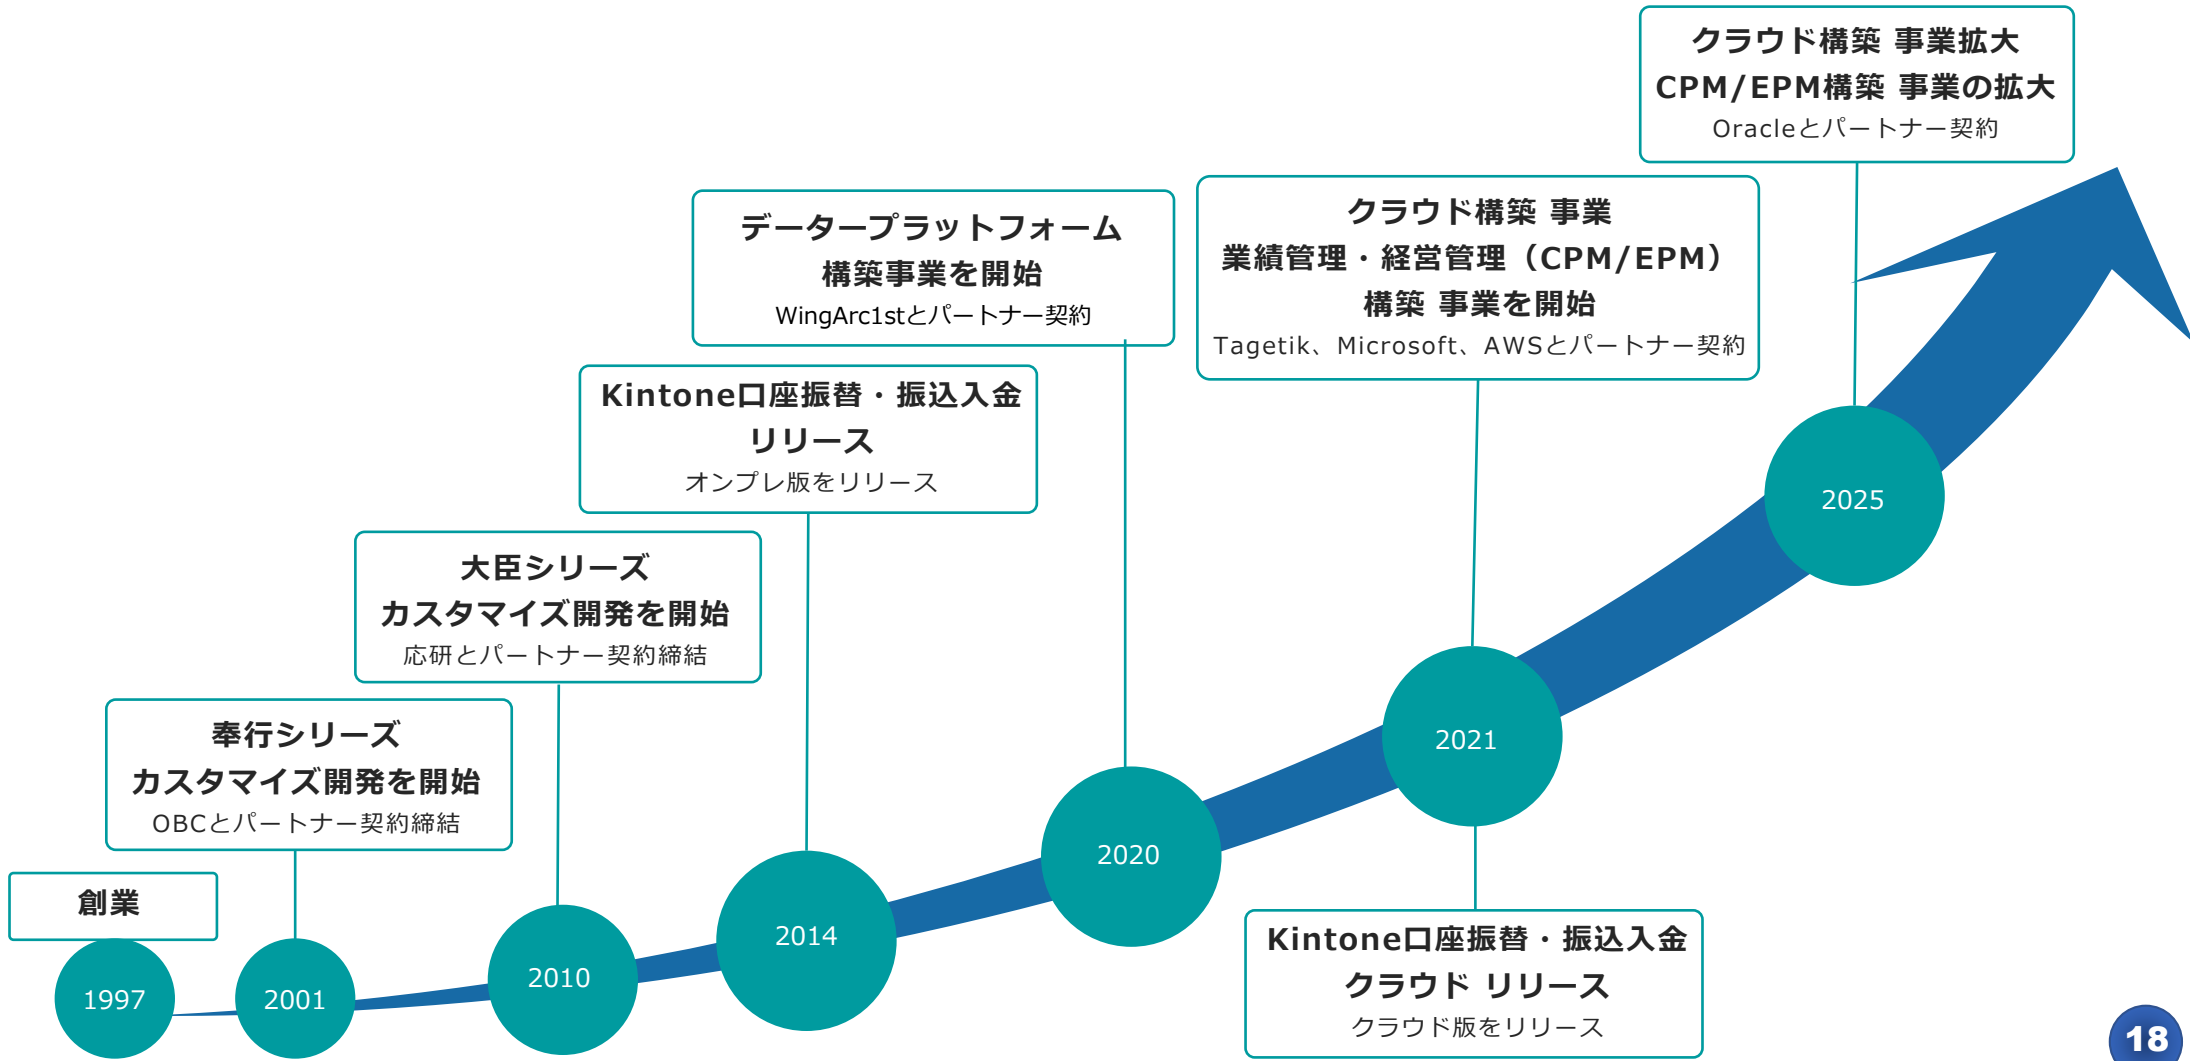 創業
1997
奉行シリーズ
カスタマイズ開発を開始
OBCとパートナー契約締結
2001
大臣シリーズ
カスタマイズ開発を開始
応研とパートナー契約締結
2010
Kintone口座振替・振込入金
リリース
オンプレ版をリリース
2014
データープラットフォーム
構築事業を開始
WingArc1stとパートナー契約
2020
クラウド構築 事業
業績管理・経営管理（CPM/EPM）
構築 事業を開始
Tagetik、Microsoft、AWSとパートナー契約
2021
Kintone口座振替・振込入金
クラウド リリース
クラウド版をリリース
クラウド構築 事業拡大
CPM/EPM構築 事業の拡大
Oracleとパートナー契約
2025
18